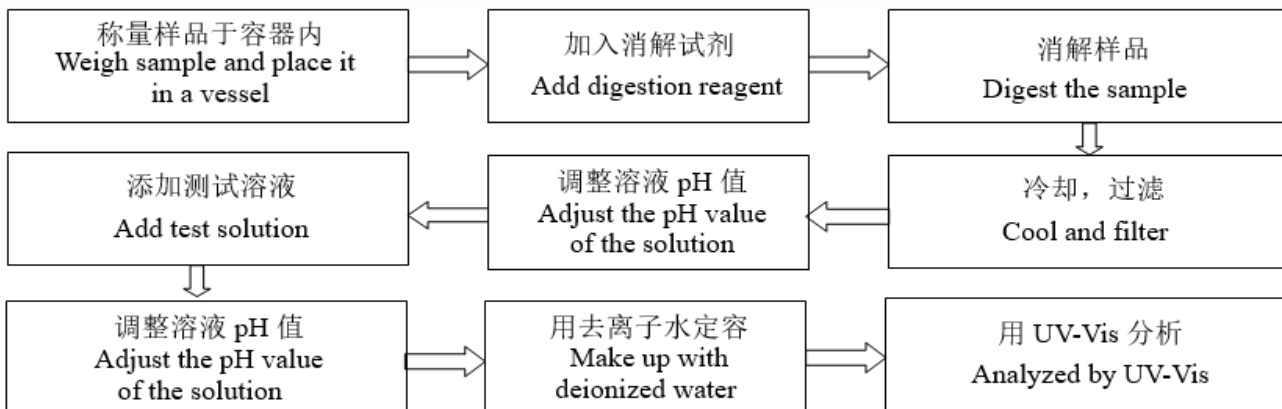 称量样品于容器内
Weigh sample and place it
in a vessel
加入消解试剂
Add digestion reagent
消解样品
Digest the sample
冷却，过滤
Cool and filter
调整溶液 pH 值
Adjust the pH value
of the solution
添加测试溶液
Add test solution
调整溶液 pH 值
Adjust the pH value
of the solution
用去离子水定容
Make up with
deionized water
用 UV-Vis 分析
Analyzed by UV-Vis